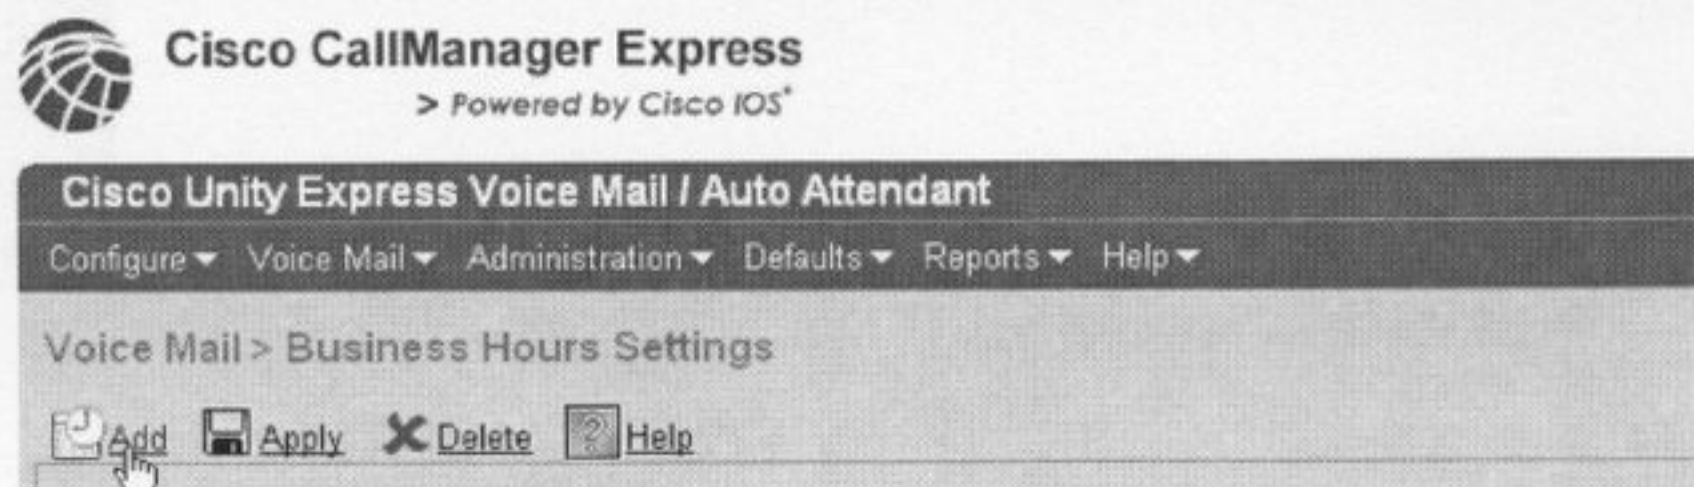 Cisco CallManager Express
> Powered by Cisco IOS*
Cisco Unity Express Voice Mail / Auto Attendant
Configure Voice Mail Administration Defaults Reports Help
Voice Mail > Business Hours Settings
Add Apply Delete ? Help